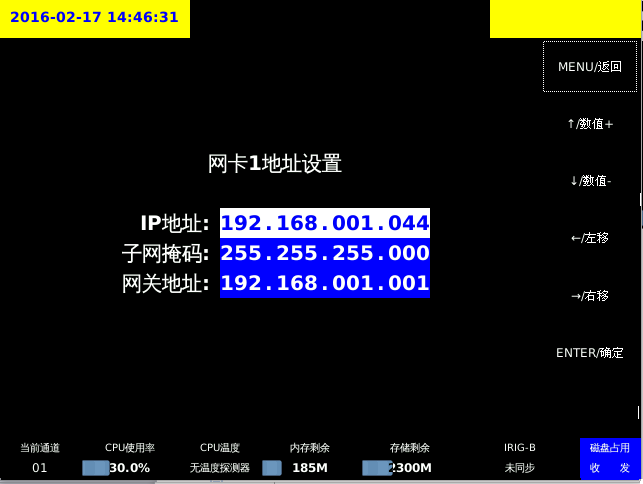 2016-02-17 14:46:31
MENU/返回
↑/数值+
网卡1地址设置
↓/数值-
IP地址: 192.168.001.044
←/左移
子网掩码: 255.255.255.000
网关地址: 192.168.001.001
→/右移
ENTER/确定
当前通道 CPU使用率 CPU温度 内存剩余 存储剩余 IRIG-B 磁盘占用
01 30.0% 无温度探测器 185M 2300M 未同步 收 发